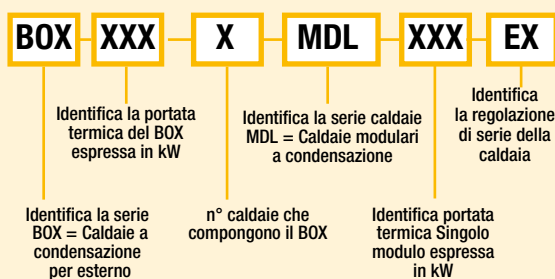 BOX XXX X MDL XXX EX
Identifica la portata
termica del BOX
espressa in kW
Identifica la serie caldaie
MDL = Caldaie modulari
a condensazione
Identifica
la regolazione
di serie della
caldaia
Identifica la serie
BOX = Caldaie a
condensazione
per esterno
n° caldaie che
compongono il BOX
Identifica portata
termica Singolo
modulo espressa
in kW